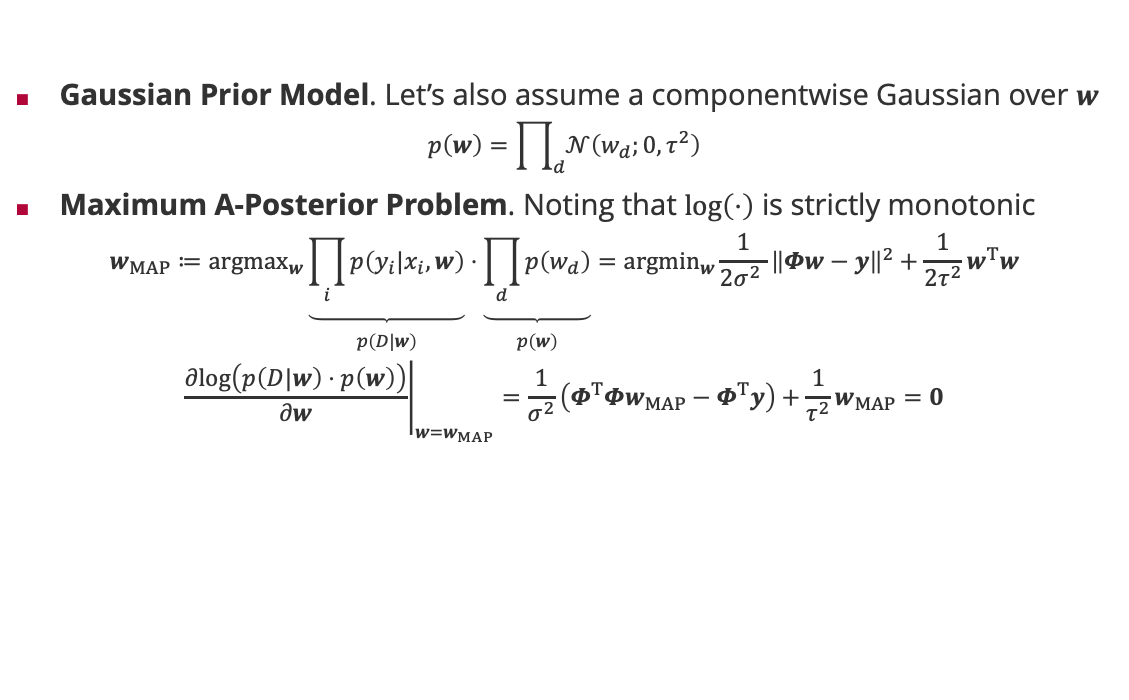 ▪ Gaussian Prior Model. Let's also assume a componentwise Gaussian over 𝒘
p(𝒘) = ∏_d 𝒩(w_d; 0, τ²)
▪ Maximum A-Posterior Problem. Noting that log(·) is strictly monotonic
𝒘_MAP ≔ argmax_𝒘 ∏_i p(y_i|x_i, 𝒘) · ∏_d p(w_d) = argmin_𝒘 1/(2σ²) ‖𝜱𝒘 − 𝒚‖² + 1/(2τ²) 𝒘ᵀ𝒘
p(D|𝒘) p(𝒘)
∂log(p(D|𝒘) · p(𝒘))/∂𝒘 |_{𝒘=𝒘_MAP} = 1/σ² (𝜱ᵀ𝜱𝒘_MAP − 𝜱ᵀ𝒚) + 1/τ² 𝒘_MAP = 𝟎